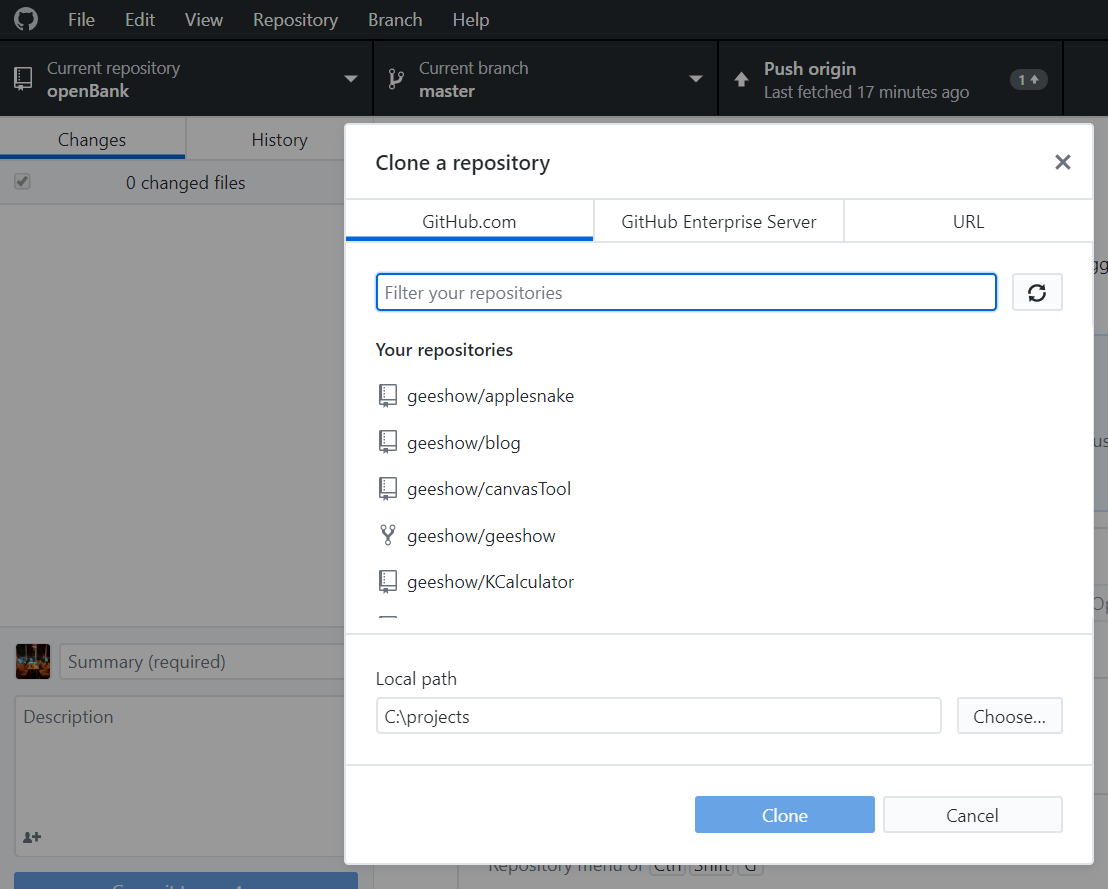 File Edit View Repository Branch Help
Current repository
openBank
Current branch
master
Push origin
Last fetched 17 minutes ago
1
Changes History
0 changed files
Clone a repository
GitHub.com GitHub Enterprise Server URL
Filter your repositories
Your repositories
geeshow/applesnake
geeshow/blog
geeshow/canvasTool
geeshow/geeshow
geeshow/KCalculator
Local path
C:\projects
Choose...
Clone Cancel
Summary (required)
Description
Repository menu or Ctrl Shift G